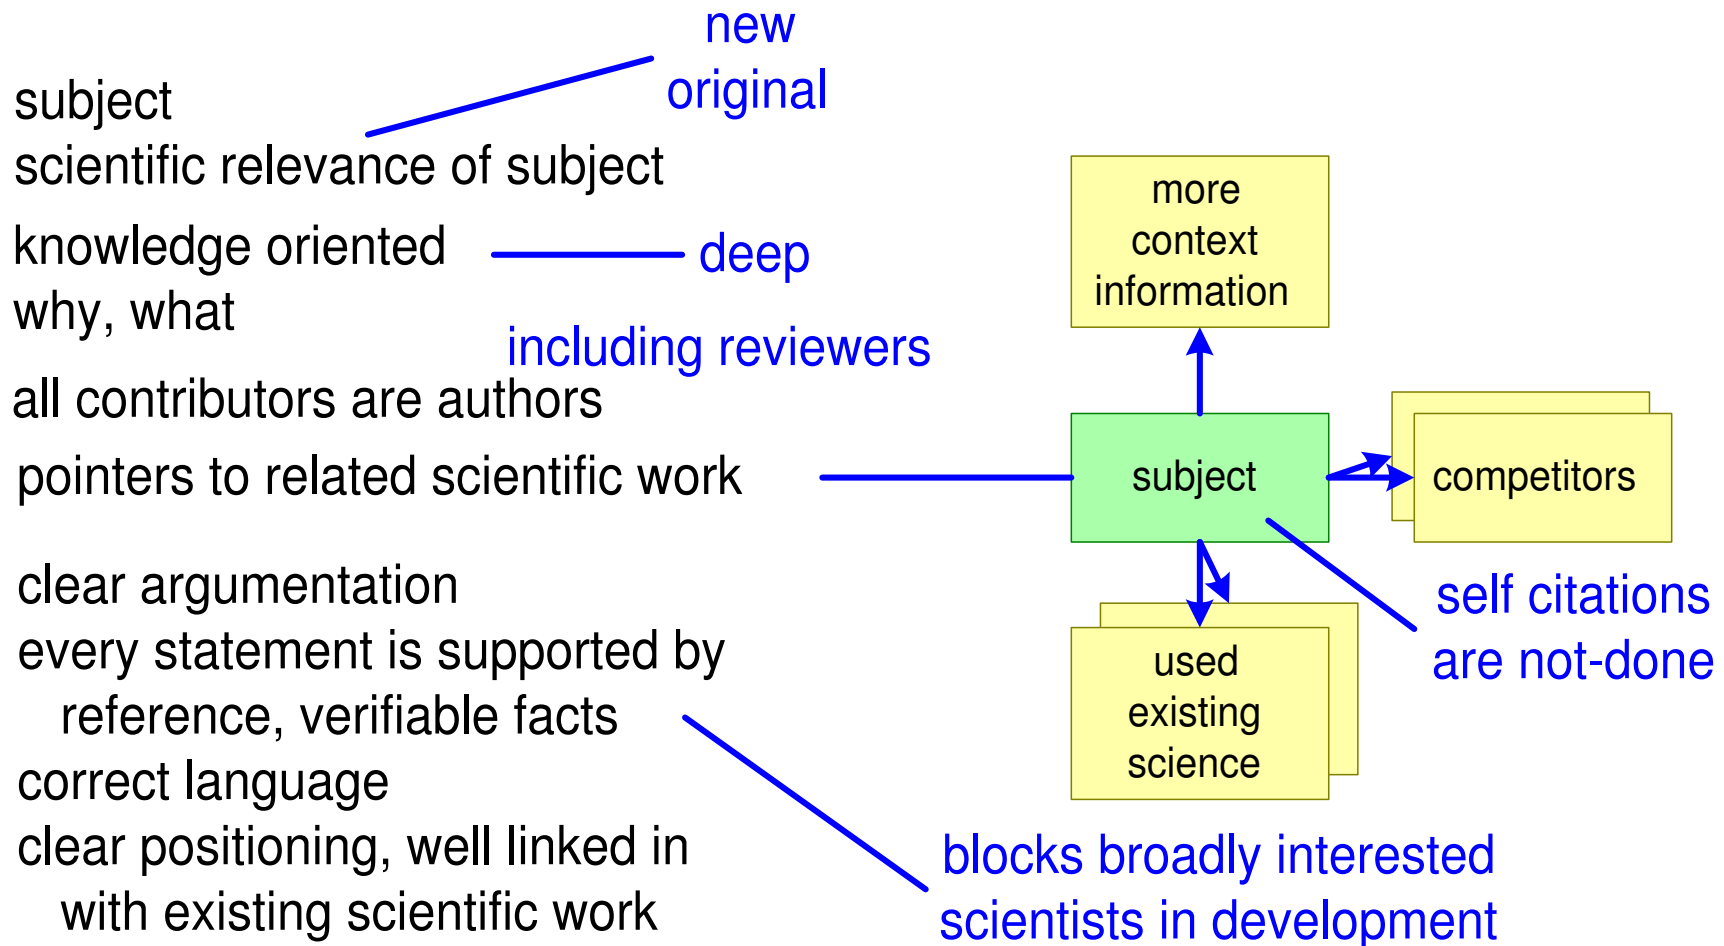 new
original
subject
scientific relevance of subject
knowledge oriented
deep
why, what
including reviewers
all contributors are authors
pointers to related scientific work
clear argumentation
every statement is supported by
reference, verifiable facts
correct language
clear positioning, well linked in
with existing scientific work
more
context
information
subject
competitors
self citations
are not-done
used
existing
science
blocks broadly interested
scientists in development